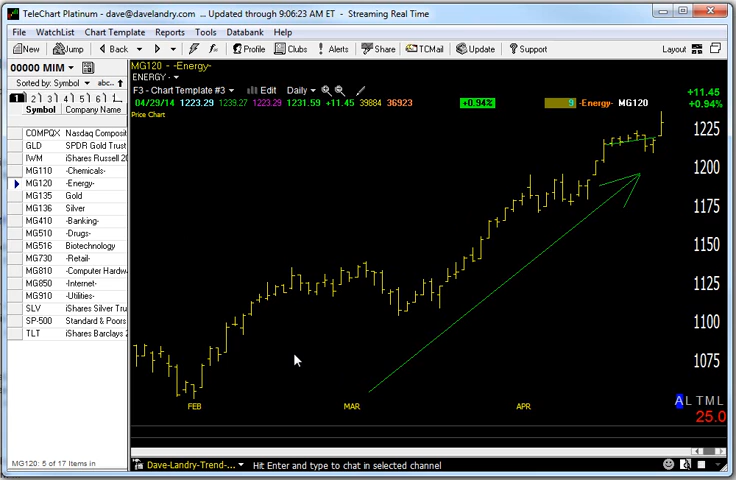 TeleChart Platinum - dave@davelandry.com ... Updated through 9:06:23 AM ET - Streaming Real Time
File WatchList Chart Template Reports Tools Databank Help
New Jump Back Next Profile Clubs Alerts Share TCMail Update Support Layout
00000 MIM
Sorted by: Symbol abc..
1 2 3 4 5 6
Symbol Company Name
COMPQX Nasdaq Composit
GLD SPDR Gold Trust
IWM iShares Russell 20
MG110 -Chemicals-
MG120 -Energy-
MG135 Gold
MG136 Silver
MG410 -Banking-
MG510 -Drugs-
MG516 Biotechnology
MG730 -Retail-
MG810 -Computer Hardw
MG850 -Internet-
MG910 -Utilities-
SLV iShares Silver Tru
SP-500 Standard & Poors
TLT iShares Barclays 2
MG120: 5 of 17 Items in
MG120 - -Energy-
ENERGY -
F3 - Chart Template #3 Edit Daily
04/29/14 1223.29 1239.27 1223.29 1231.59 +11.45 39884 36923 +0.94% 9 -Energy- MG120
Price Chart
+11.45
+0.94%
1225
1200
1175
1150
1125
1100
1075
FEB MAR APR
A L T M L
25.0
Dave-Landry-Trend-... Hit Enter and type to chat in selected channel